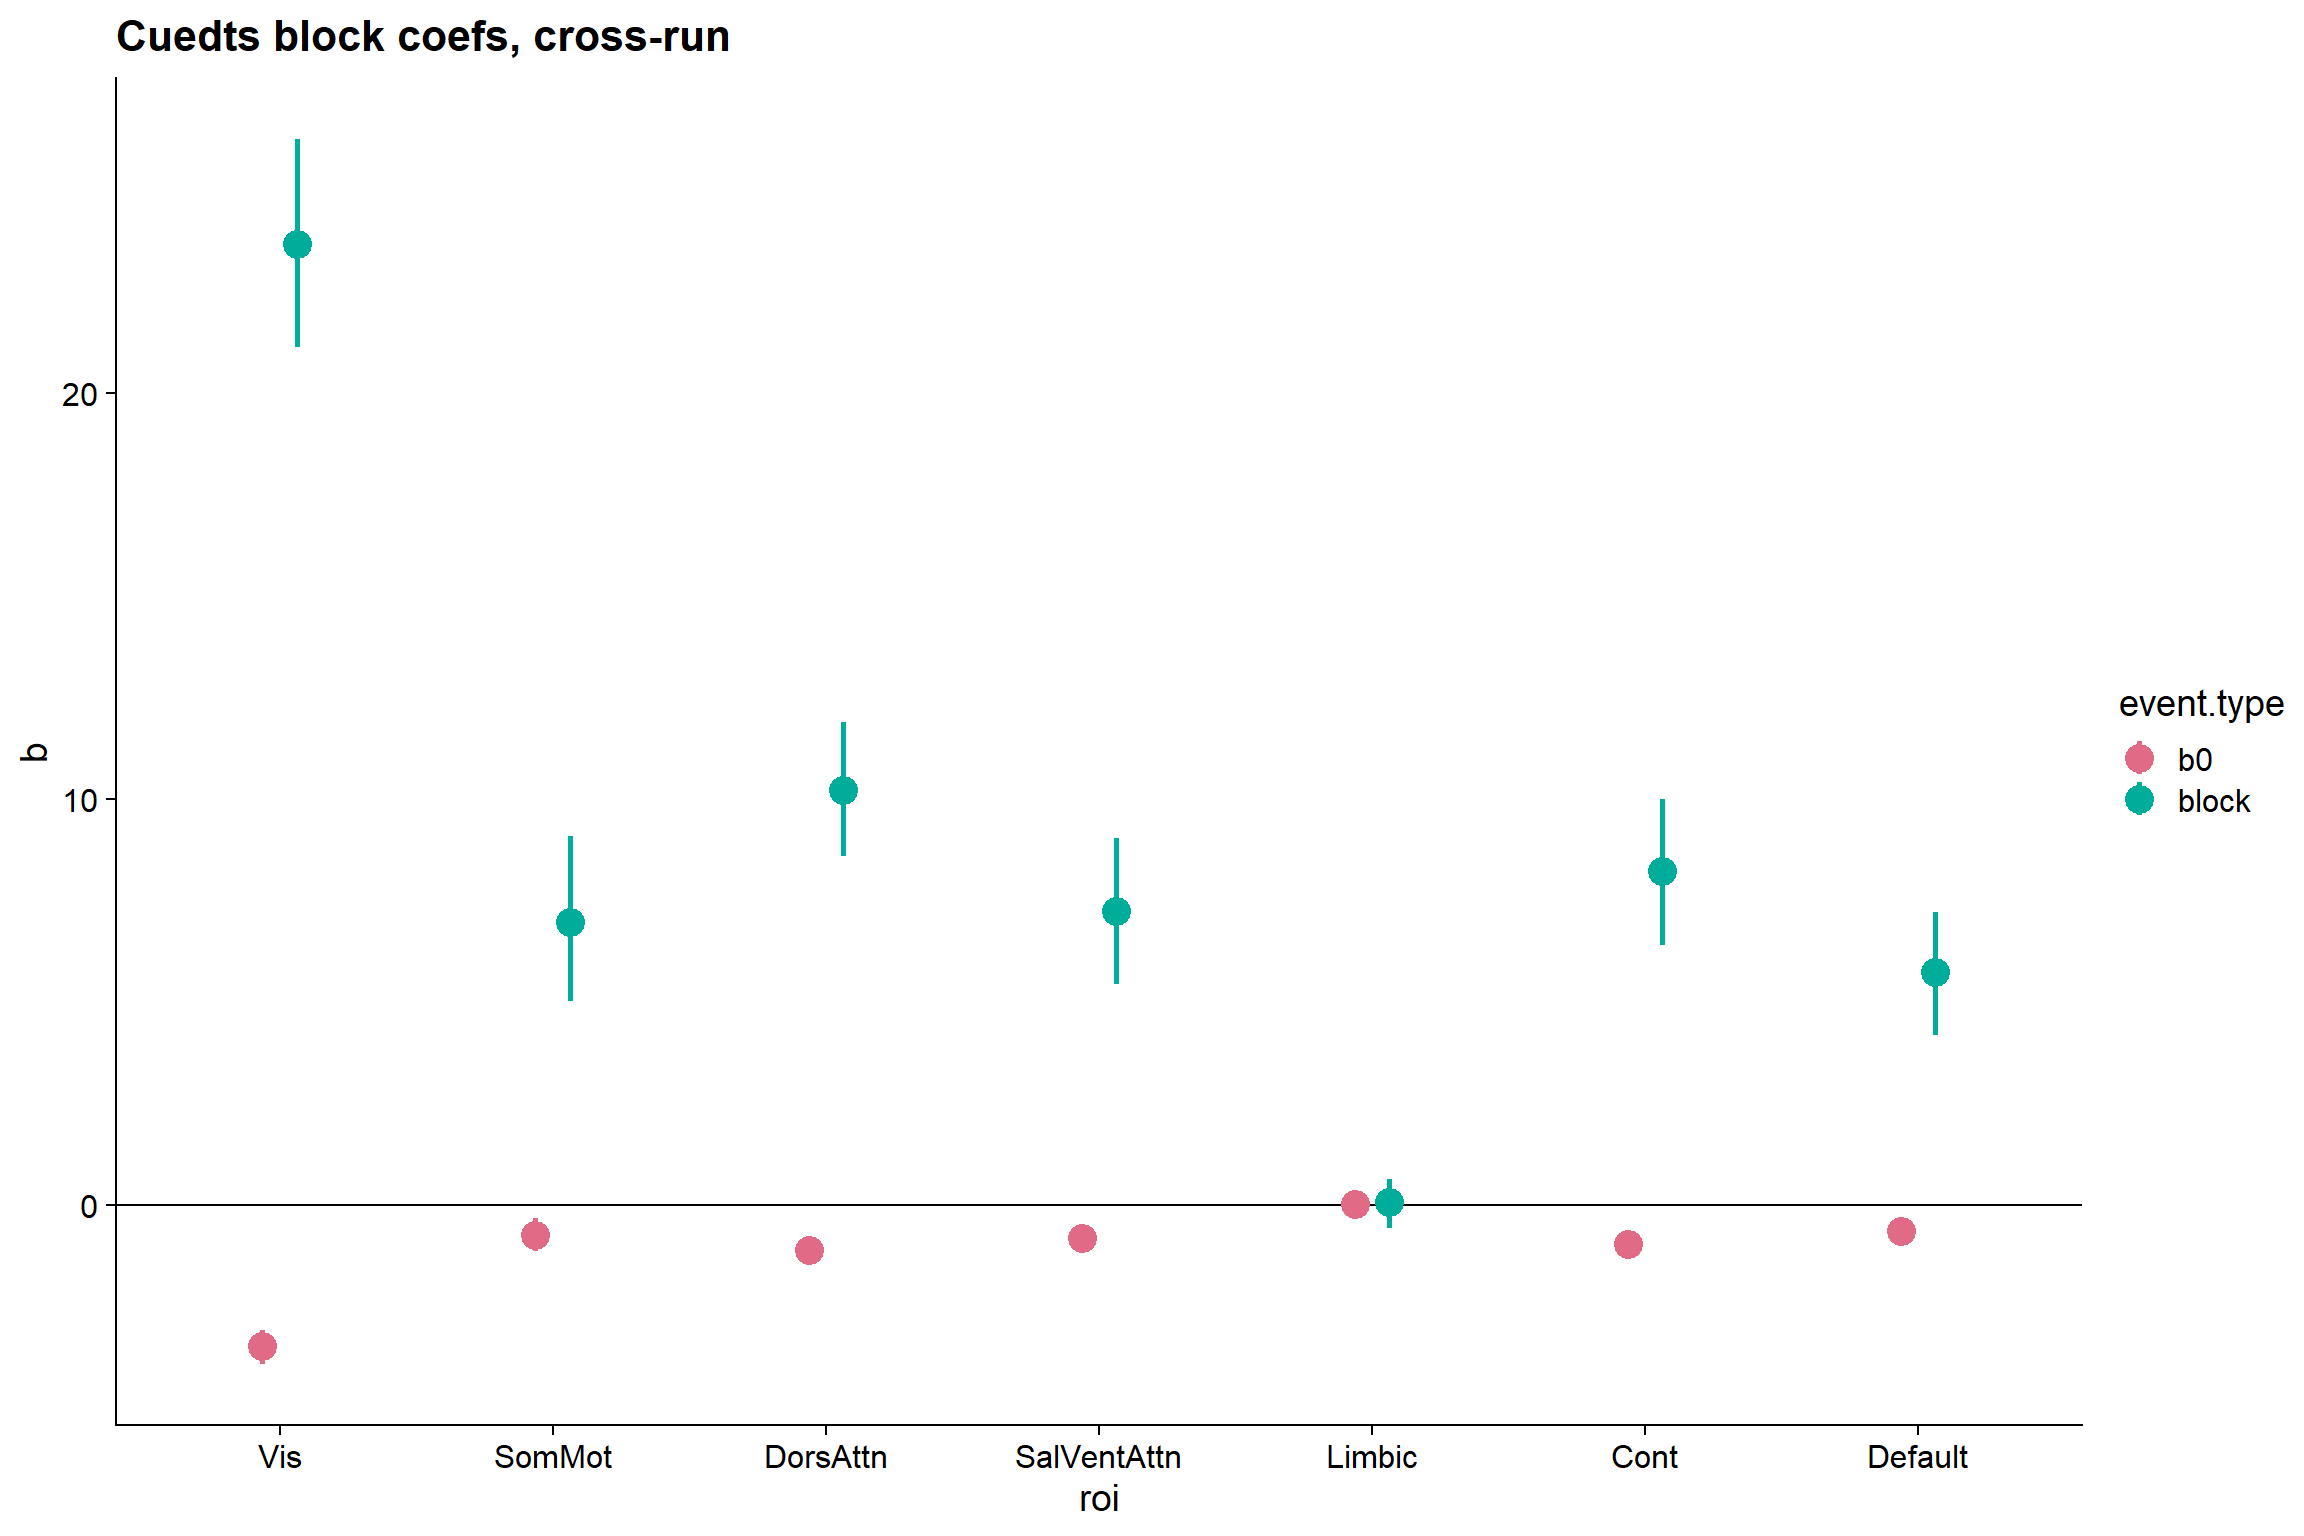 Cuedts block coefs, cross-run
b
20
10
0
Vis SomMot DorsAttn SalVentAttn Limbic Cont Default
roi
event.type
b0
block